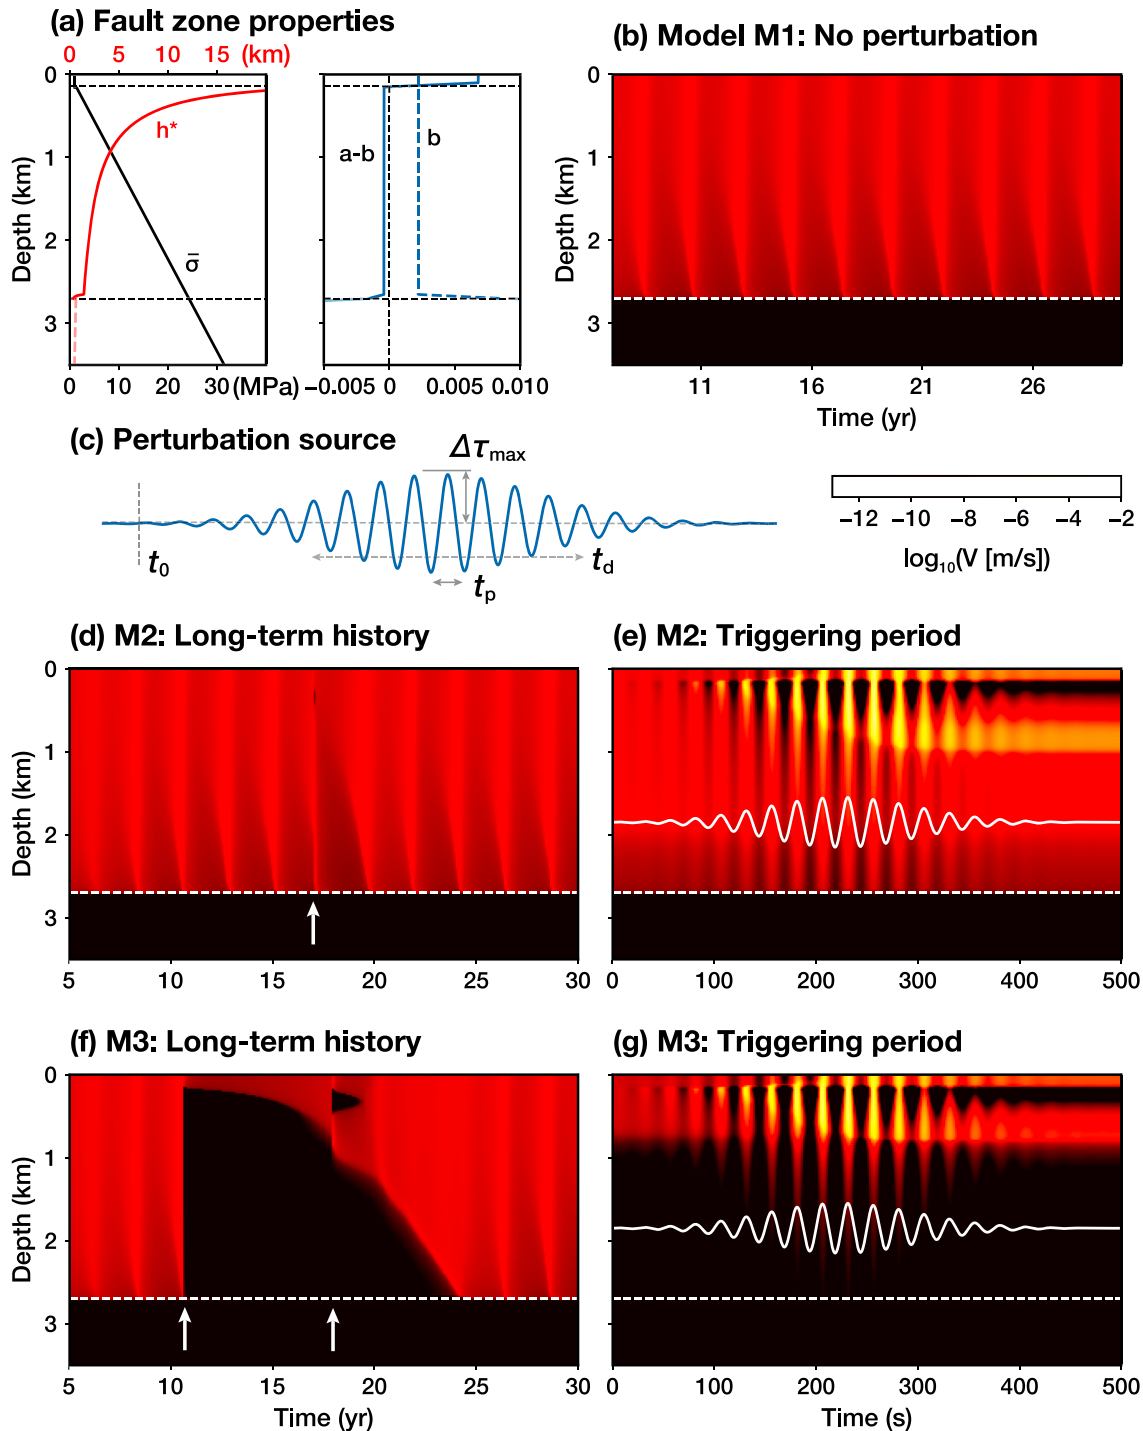 (a) Fault zone properties
0 5 10 15 (km)
0
1
2
3
Depth (km)
h*
σ̄
0 10 20 30 (MPa)
a-b
b
−0.005 0 0.005 0.010
(b) Model M1: No perturbation
0
1
2
3
Depth (km)
11 16 21 26
Time (yr)
(c) Perturbation source
Δτmax
t0
td
tp
−12 −10 −8 −6 −4 −2
log10(V [m/s])
(d) M2: Long-term history
0
1
2
3
Depth (km)
5 10 15 20 25 30
(e) M2: Triggering period
0 100 200 300 400 500
(f) M3: Long-term history
0
1
2
3
Depth (km)
5 10 15 20 25 30
Time (yr)
(g) M3: Triggering period
0 100 200 300 400 500
Time (s)